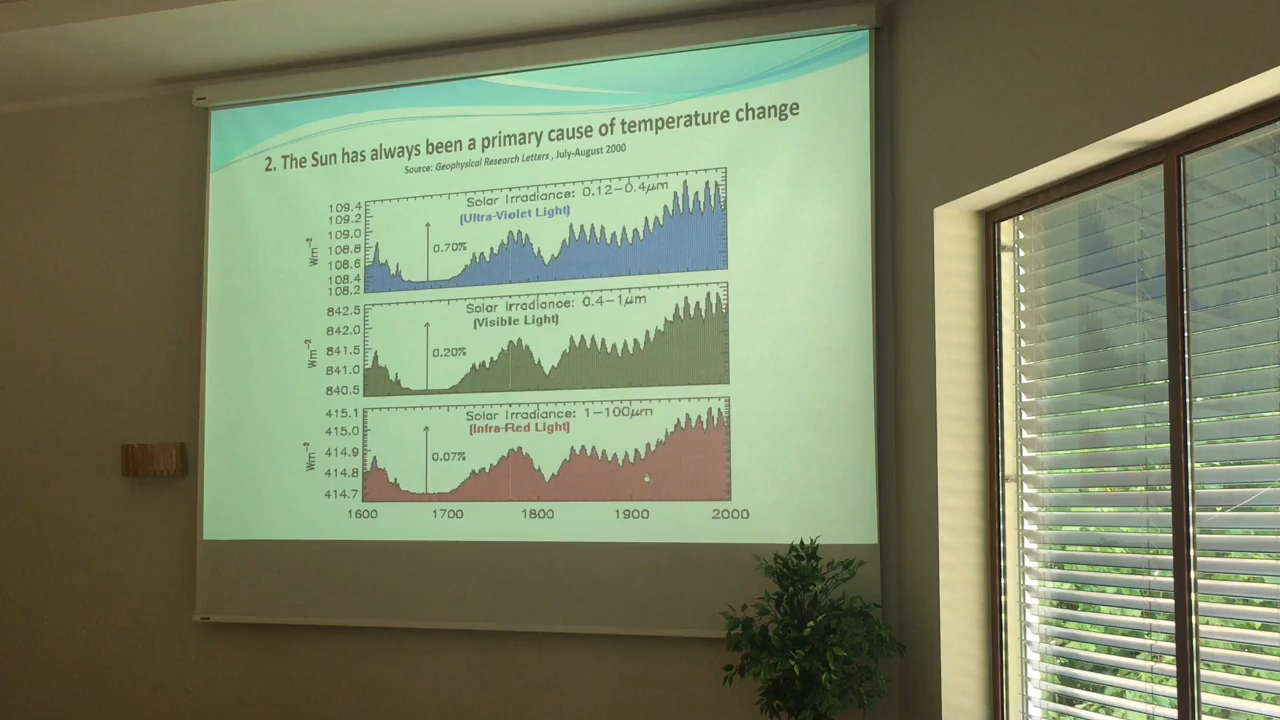 2. The Sun has always been a primary cause of temperature change
Source: Geophysical Research Letters , July-August 2000
Solar Irradiance: 0.12-0.4μm
(Ultra-Violet Light)
109.4
109.2
109.0
108.8
108.6
108.4
108.2
Wm⁻²
0.70%
Solar Irradiance: 0.4-1μm
(Visible Light)
842.5
842.0
841.5
841.0
840.5
Wm⁻²
0.20%
Solar Irradiance: 1-100μm
(Infra-Red Light)
415.1
415.0
414.9
414.8
414.7
Wm⁻²
0.07%
1600 1700 1800 1900 2000